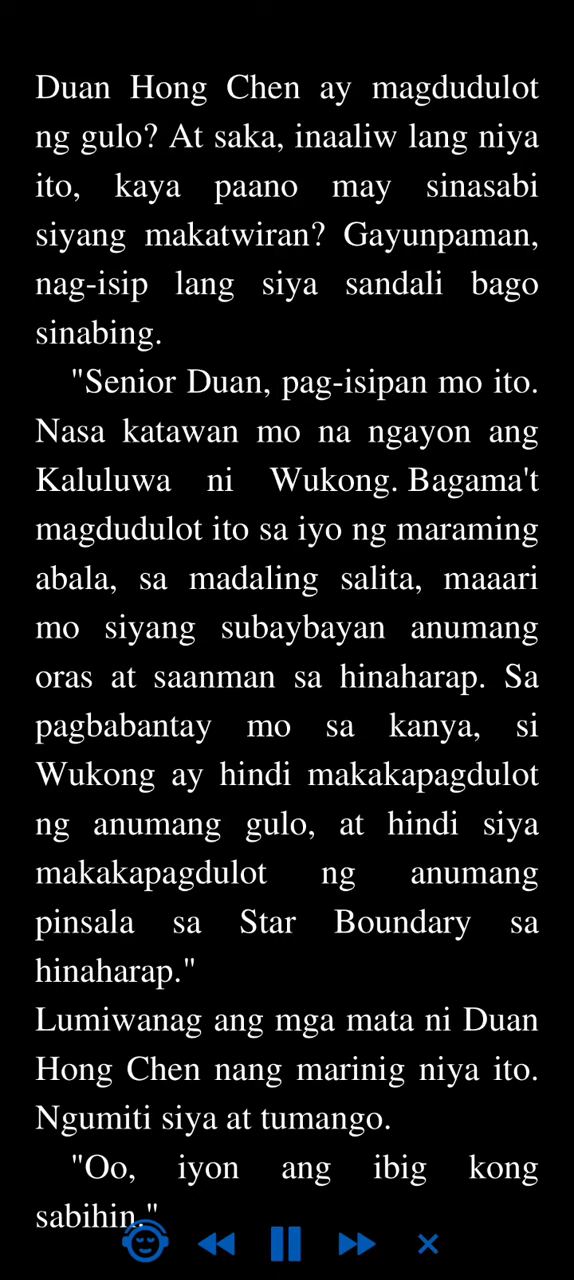 Duan Hong Chen ay magdudulot
ng gulo? At saka, inaaliw lang niya
ito, kaya paano may sinasabi
siyang makatwiran? Gayunpaman,
nag-isip lang siya sandali bago
sinabing.
"Senior Duan, pag-isipan mo ito.
Nasa katawan mo na ngayon ang
Kaluluwa ni Wukong. Bagama't
magdudulot ito sa iyo ng maraming
abala, sa madaling salita, maaari
mo siyang subaybayan anumang
oras at saanman sa hinaharap. Sa
pagbabantay mo sa kanya, si
Wukong ay hindi makakapagdulot
ng anumang gulo, at hindi siya
makakapagdulot ng anumang
pinsala sa Star Boundary sa
hinaharap."
Lumiwanag ang mga mata ni Duan
Hong Chen nang marinig niya ito.
Ngumiti siya at tumango.
"Oo, iyon ang ibig kong
sabihin."